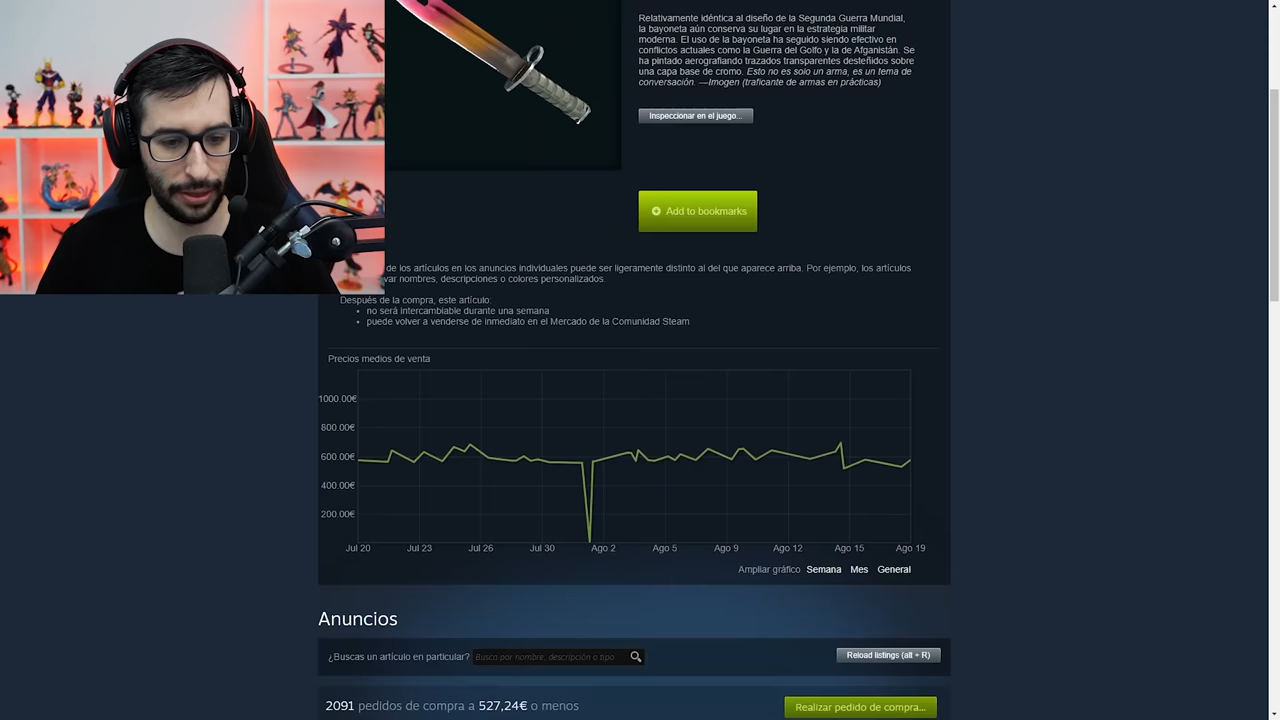 Relativamente idéntica al diseño de la Segunda Guerra Mundial,
la bayoneta aún conserva su lugar en la estrategia militar
moderna. El uso de la bayoneta ha seguido siendo efectivo en
conflictos actuales como la Guerra del Golfo y la de Afganistán. Se
ha pintado aerografiando trazados transparentes desteñidos sobre
una capa base de cromo. Esto no es solo un arma, es un tema de
conversación. —Imogen (traficante de armas en prácticas)
Inspeccionar en el juego...
Add to bookmarks
de los artículos en los anuncios individuales puede ser ligeramente distinto al del que aparece arriba. Por ejemplo, los artículos
var nombres, descripciones o colores personalizados.
Después de la compra, este artículo:
no será intercambiable durante una semana
puede volver a venderse de inmediato en el Mercado de la Comunidad Steam
Precios medios de venta
1000.00€
800.00€
600.00€
400.00€
200.00€
Jul 20 Jul 23 Jul 26 Jul 30 Ago 2 Ago 5 Ago 9 Ago 12 Ago 15 Ago 19
Ampliar gráfico Semana Mes General
Anuncios
¿Buscas un artículo en particular? Busca por nombre, descripción o tipo Reload listings (alt + R)
2091 pedidos de compra a 527,24€ o menos Realizar pedido de compra...